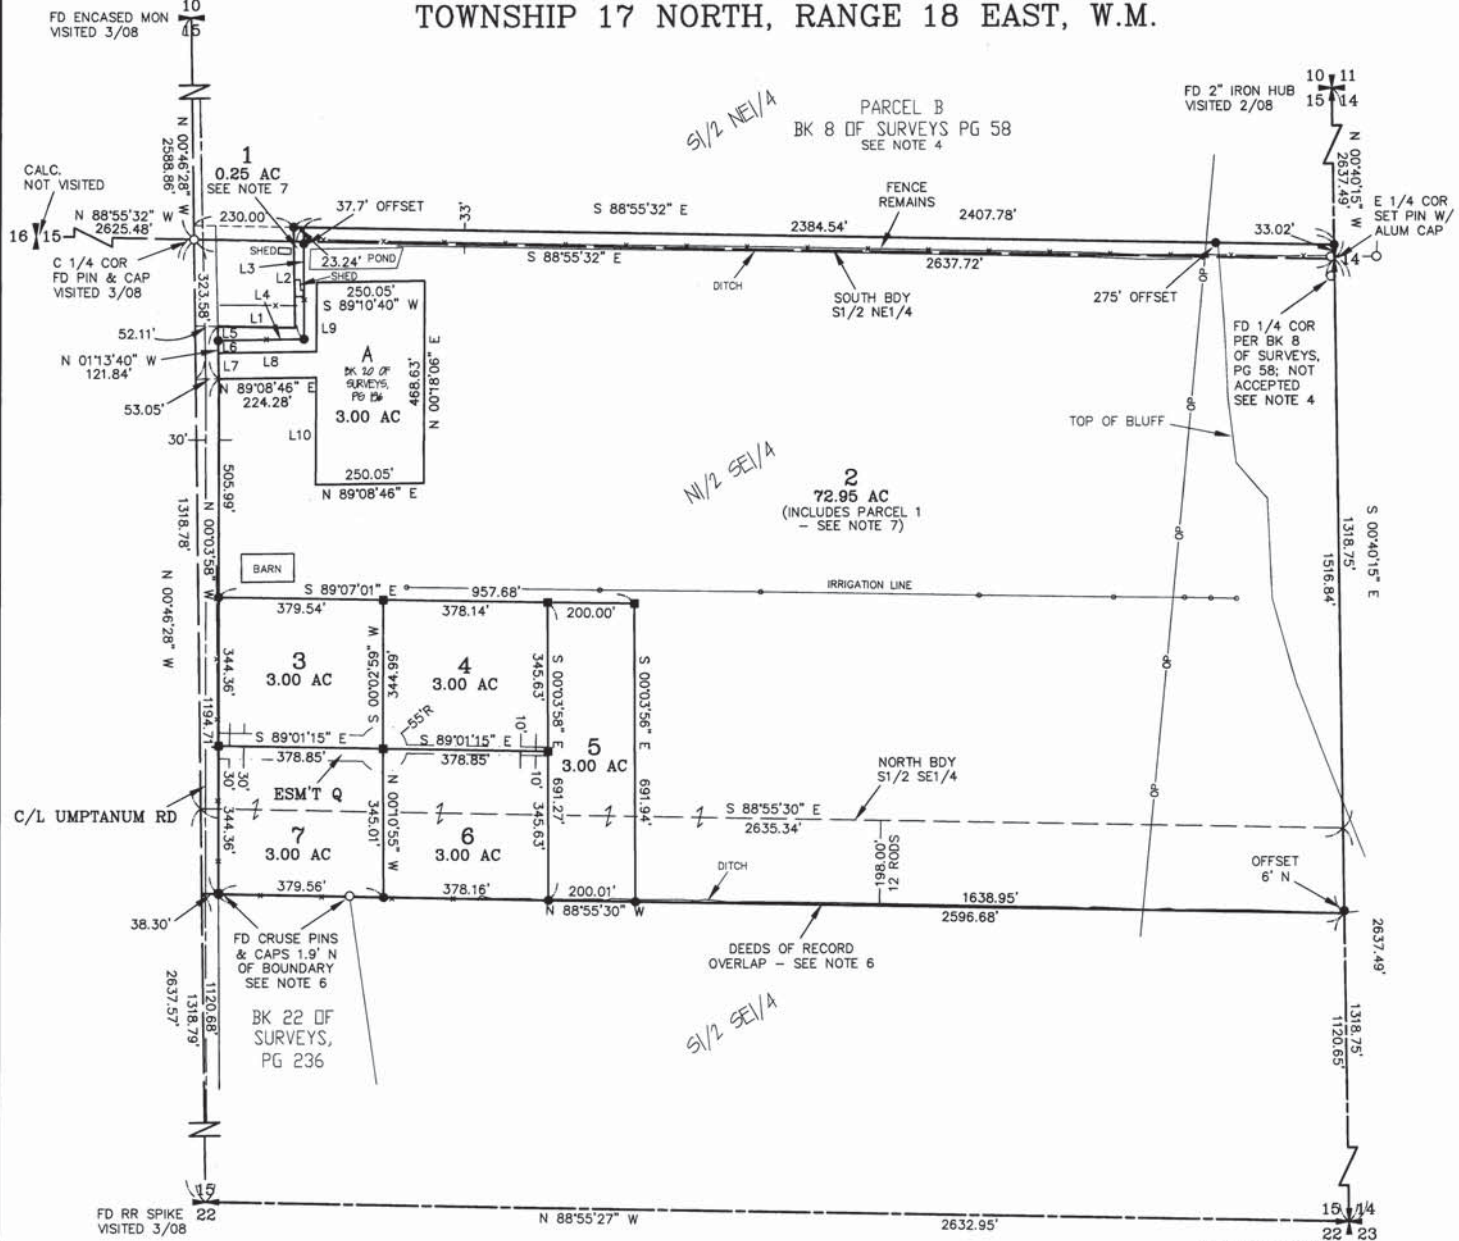 TOWNSHIP 17 NORTH, RANGE 18 EAST, W.M.
10
15
FD ENCASED MON
VISITED 3/08
10 11
15 14
FD 2" IRON HUB
VISITED 2/08
S1/2 NE1/4
PARCEL B
BK 8 OF SURVEYS PG 58
SEE NOTE 4
N 00°46'28" W
2588.86'
N 00°40'15" W
2637.49'
CALC.
NOT VISITED
1
0.25 AC
SEE NOTE 7
16 15
N 88°55'32" W
2625.48'
230.00'
37.7' OFFSET
33'
S 88°55'32" E
2384.54'
2407.78'
FENCE
REMAINS
33.02'
E 1/4 COR
SET PIN W/
ALUM CAP
14
C 1/4 COR
FD PIN & CAP
VISITED 3/08
SHED
23.24'
POND
L3
L2
SHED
S 88°55'32" E
2637.72'
DITCH
SOUTH BDY
S1/2 NE1/4
275' OFFSET
OP
323.58'
L4
L1
250.05'
S 89°10'40" W
52.11'
L5
L6
L9
N 01°13'40" W
121.84'
L7
L8
A
BK 20 OF
SURVEYS,
PG 136
3.00 AC
468.63'
N 00°18'06" E
FD 1/4 COR
PER BK 8
OF SURVEYS,
PG 58; NOT
ACCEPTED
SEE NOTE 4
53.05'
N 89°08'46" E
224.28'
OP
TOP OF BLUFF
30'
L10
250.05'
N 89°08'46" E
N1/2 SE1/4
2
72.95 AC
(INCLUDES PARCEL 1
- SEE NOTE 7)
505.99'
1318.78'
N 00°03'58" W
OP
S 00°40'15" E
1318.75'
1516.84'
BARN
N 00°46'28" W
S 89°07'01" E
957.68'
IRRIGATION LINE
379.54'
378.14'
200.00'
3
3.00 AC
344.36'
S 00°20'59" W
344.99'
4
3.00 AC
345.63'
S 00°03'58" E
S 00°03'56" E
OP
1194.71'
55'R
10'
S 89°01'15" E
378.85'
S 89°01'15" E
378.85'
5
3.00 AC
30'
30'
ESM'T Q
10'
691.27'
691.94'
NORTH BDY
S1/2 SE1/4
OP
C/L UMPTANUM RD
S 88°55'30" E
2635.34'
344.36'
7
3.00 AC
345.01'
N 00°10'55" W
6
3.00 AC
345.63'
DITCH
198.00'
12 RODS
OFFSET
6' N
379.56'
378.16'
200.01'
N 88°55'30" W
1638.95'
2596.68'
38.30'
FD CRUSE PINS
& CAPS 1.9' N
OF BOUNDARY
SEE NOTE 6
DEEDS OF RECORD
OVERLAP - SEE NOTE 6
2637.49'
1120.68'
1318.79'
2637.57'
BK 22 OF
SURVEYS,
PG 236
S1/2 SE1/4
1318.75'
1120.65'
15
22
FD RR SPIKE
VISITED 3/08
N 88°55'27" W
2632.95'
15 14
22 23